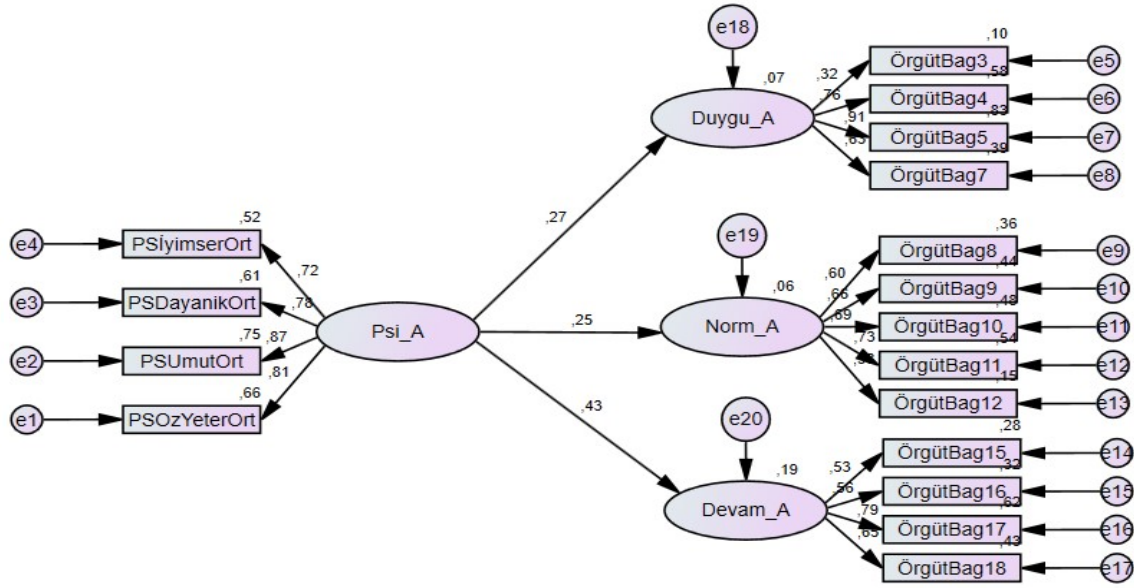 e18
,07
Duygu_A
,32
,76
,91
,63
,10
ÖrgütBag3
e5
,58
ÖrgütBag4
e6
,83
ÖrgütBag5
e7
,39
ÖrgütBag7
e8
,27
e4
,52
PSİyimserOrt
,72
e3
,61
PSDayanikOrt
,78
e2
,75
PSUmutOrt
,87
e1
,66
PSOzYeterOrt
,81
Psi_A
,25
e19
,06
Norm_A
,60
,66
,69
,73
,36
ÖrgütBag8
e9
,44
ÖrgütBag9
e10
,48
ÖrgütBag10
e11
,54
ÖrgütBag11
e12
,15
ÖrgütBag12
e13
,43
e20
,19
Devam_A
,53
,56
,79
,65
,28
ÖrgütBag15
e14
,32
ÖrgütBag16
e15
,62
ÖrgütBag17
e16
,43
ÖrgütBag18
e17